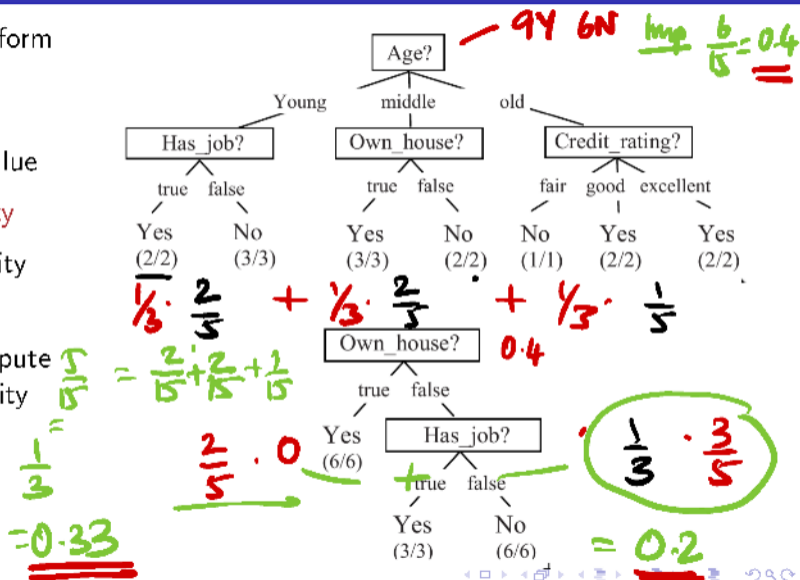 form
9Y 6N Imp 6/15 = 0.4
Age?
Young middle old
lue
Has_job? Own_house? Credit_rating?
true false true false fair good excellent
y
Yes No Yes No No Yes Yes
ity
(2/2) (3/3) (3/3) (2/2) (1/1) (2/2) (2/2)
1/3 · 2/5 + 1/3 · 2/5 + 1/3 · 1/5
Own_house? 0.4
pute 5/15 = 2/15 + 2/15 + 1/15
ity
true false
= 1/3
2/5 · 0 + 1/3 · 3/5
Yes Has_job?
(6/6)
true false
Yes No
= 0.33 = 0.2
(3/3) (6/6)